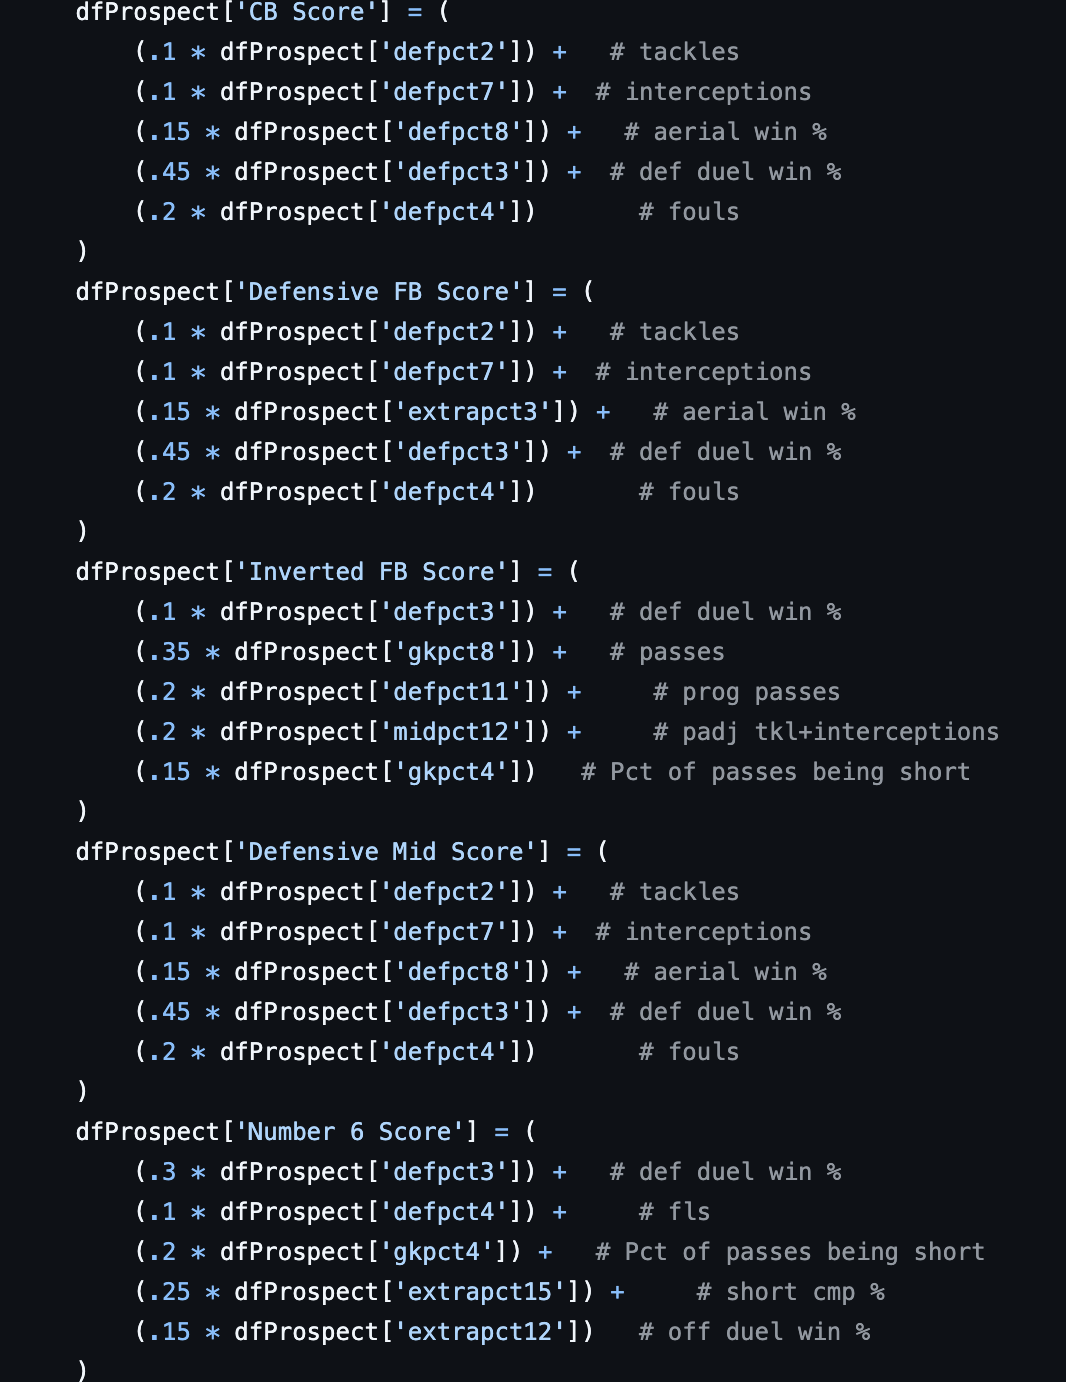 dfProspect['CB Score'] = (
    (.1 * dfProspect['defpct2']) +   # tackles
    (.1 * dfProspect['defpct7']) +  # interceptions
    (.15 * dfProspect['defpct8']) +   # aerial win %
    (.45 * dfProspect['defpct3']) +  # def duel win %
    (.2 * dfProspect['defpct4'])       # fouls
)
dfProspect['Defensive FB Score'] = (
    (.1 * dfProspect['defpct2']) +   # tackles
    (.1 * dfProspect['defpct7']) +  # interceptions
    (.15 * dfProspect['extrapct3']) +   # aerial win %
    (.45 * dfProspect['defpct3']) +  # def duel win %
    (.2 * dfProspect['defpct4'])       # fouls
)
dfProspect['Inverted FB Score'] = (
    (.1 * dfProspect['defpct3']) +   # def duel win %
    (.35 * dfProspect['gkpct8']) +   # passes
    (.2 * dfProspect['defpct11']) +     # prog passes
    (.2 * dfProspect['midpct12']) +     # padj tkl+interceptions
    (.15 * dfProspect['gkpct4'])   # Pct of passes being short
)
dfProspect['Defensive Mid Score'] = (
    (.1 * dfProspect['defpct2']) +   # tackles
    (.1 * dfProspect['defpct7']) +  # interceptions
    (.15 * dfProspect['defpct8']) +   # aerial win %
    (.45 * dfProspect['defpct3']) +  # def duel win %
    (.2 * dfProspect['defpct4'])       # fouls
)
dfProspect['Number 6 Score'] = (
    (.3 * dfProspect['defpct3']) +   # def duel win %
    (.1 * dfProspect['defpct4']) +     # fls
    (.2 * dfProspect['gkpct4']) +   # Pct of passes being short
    (.25 * dfProspect['extrapct15']) +     # short cmp %
    (.15 * dfProspect['extrapct12'])   # off duel win %
)